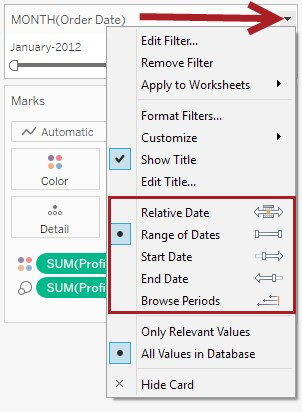 MONTH(Order Date)
January-2012
Edit Filter...
Remove Filter
Apply to Worksheets
Format Filters...
Customize
Show Title
Edit Title...
Relative Date
Range of Dates
Start Date
End Date
Browse Periods
Only Relevant Values
All Values in Database
Hide Card
Marks
Automatic
Color
Detail
SUM(Profi
SUM(Profi